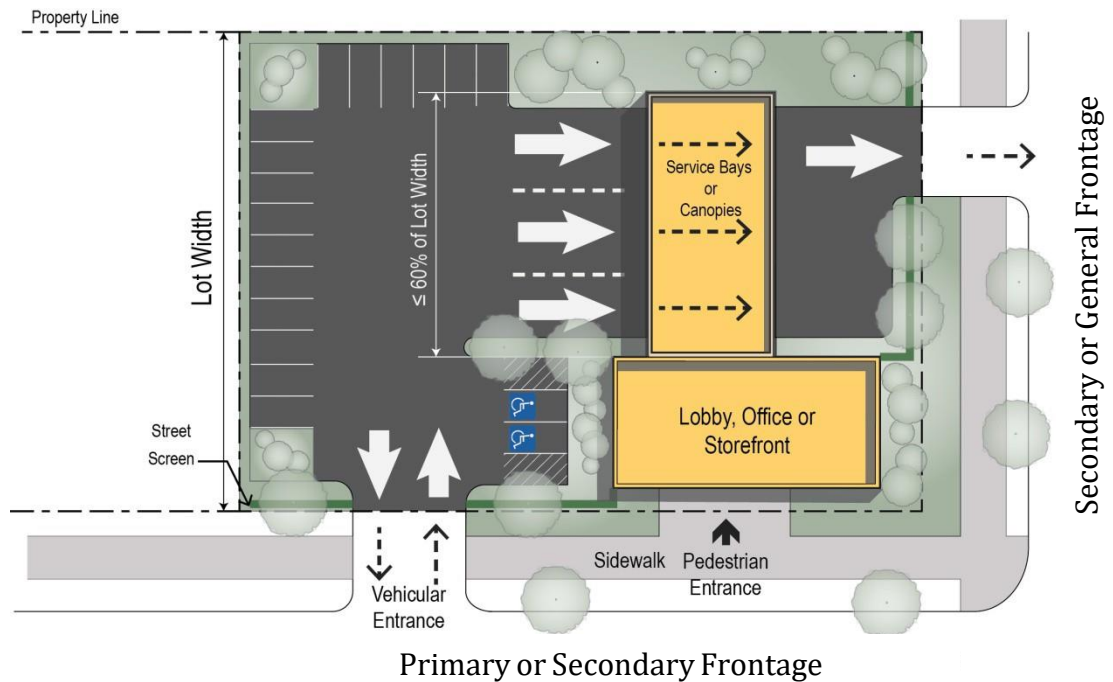 Property Line
Lot Width
≤ 60% of Lot Width
Service Bays
or
Canopies
Secondary or General Frontage
Lobby, Office or
Storefront
Street
Screen
Sidewalk
Pedestrian
Entrance
Vehicular
Entrance
Primary or Secondary Frontage